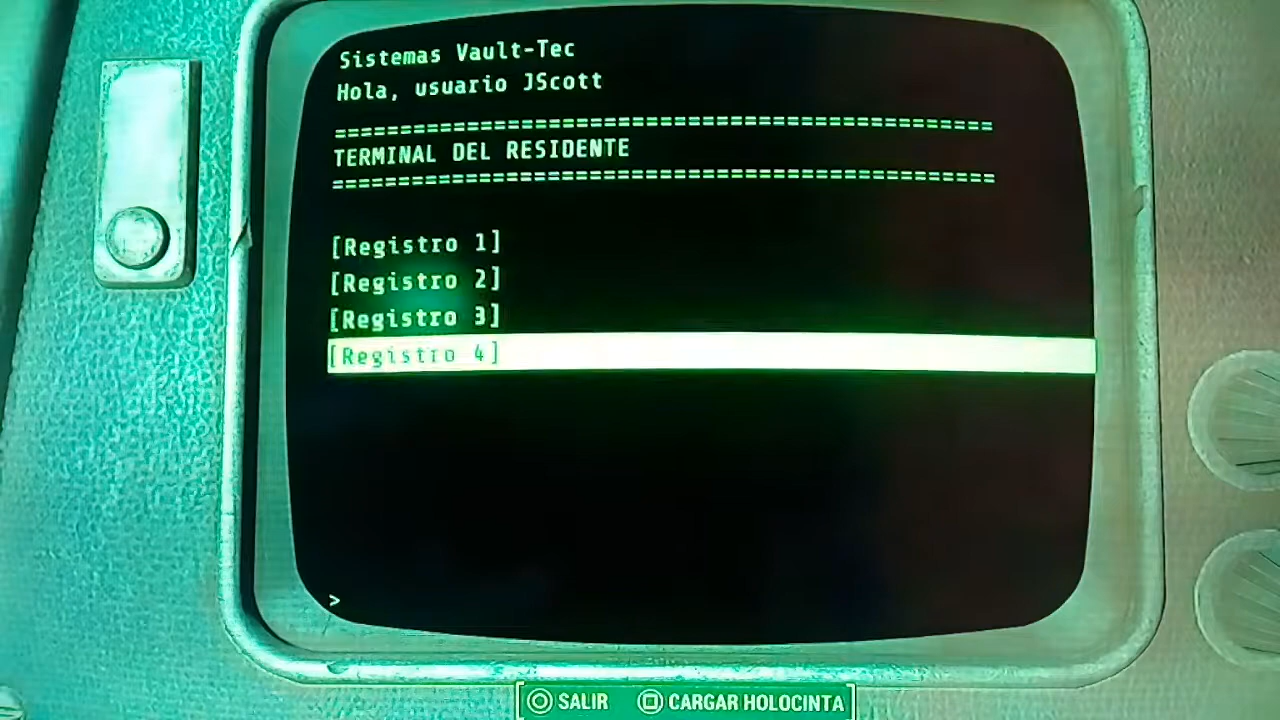 Sistemas Vault-Tec
Hola, usuario JScott
===================================================
TERMINAL DEL RESIDENTE
===================================================
[Registro 1]
[Registro 2]
[Registro 3]
[Registro 4]
>
SALIR CARGAR HOLOCINTA